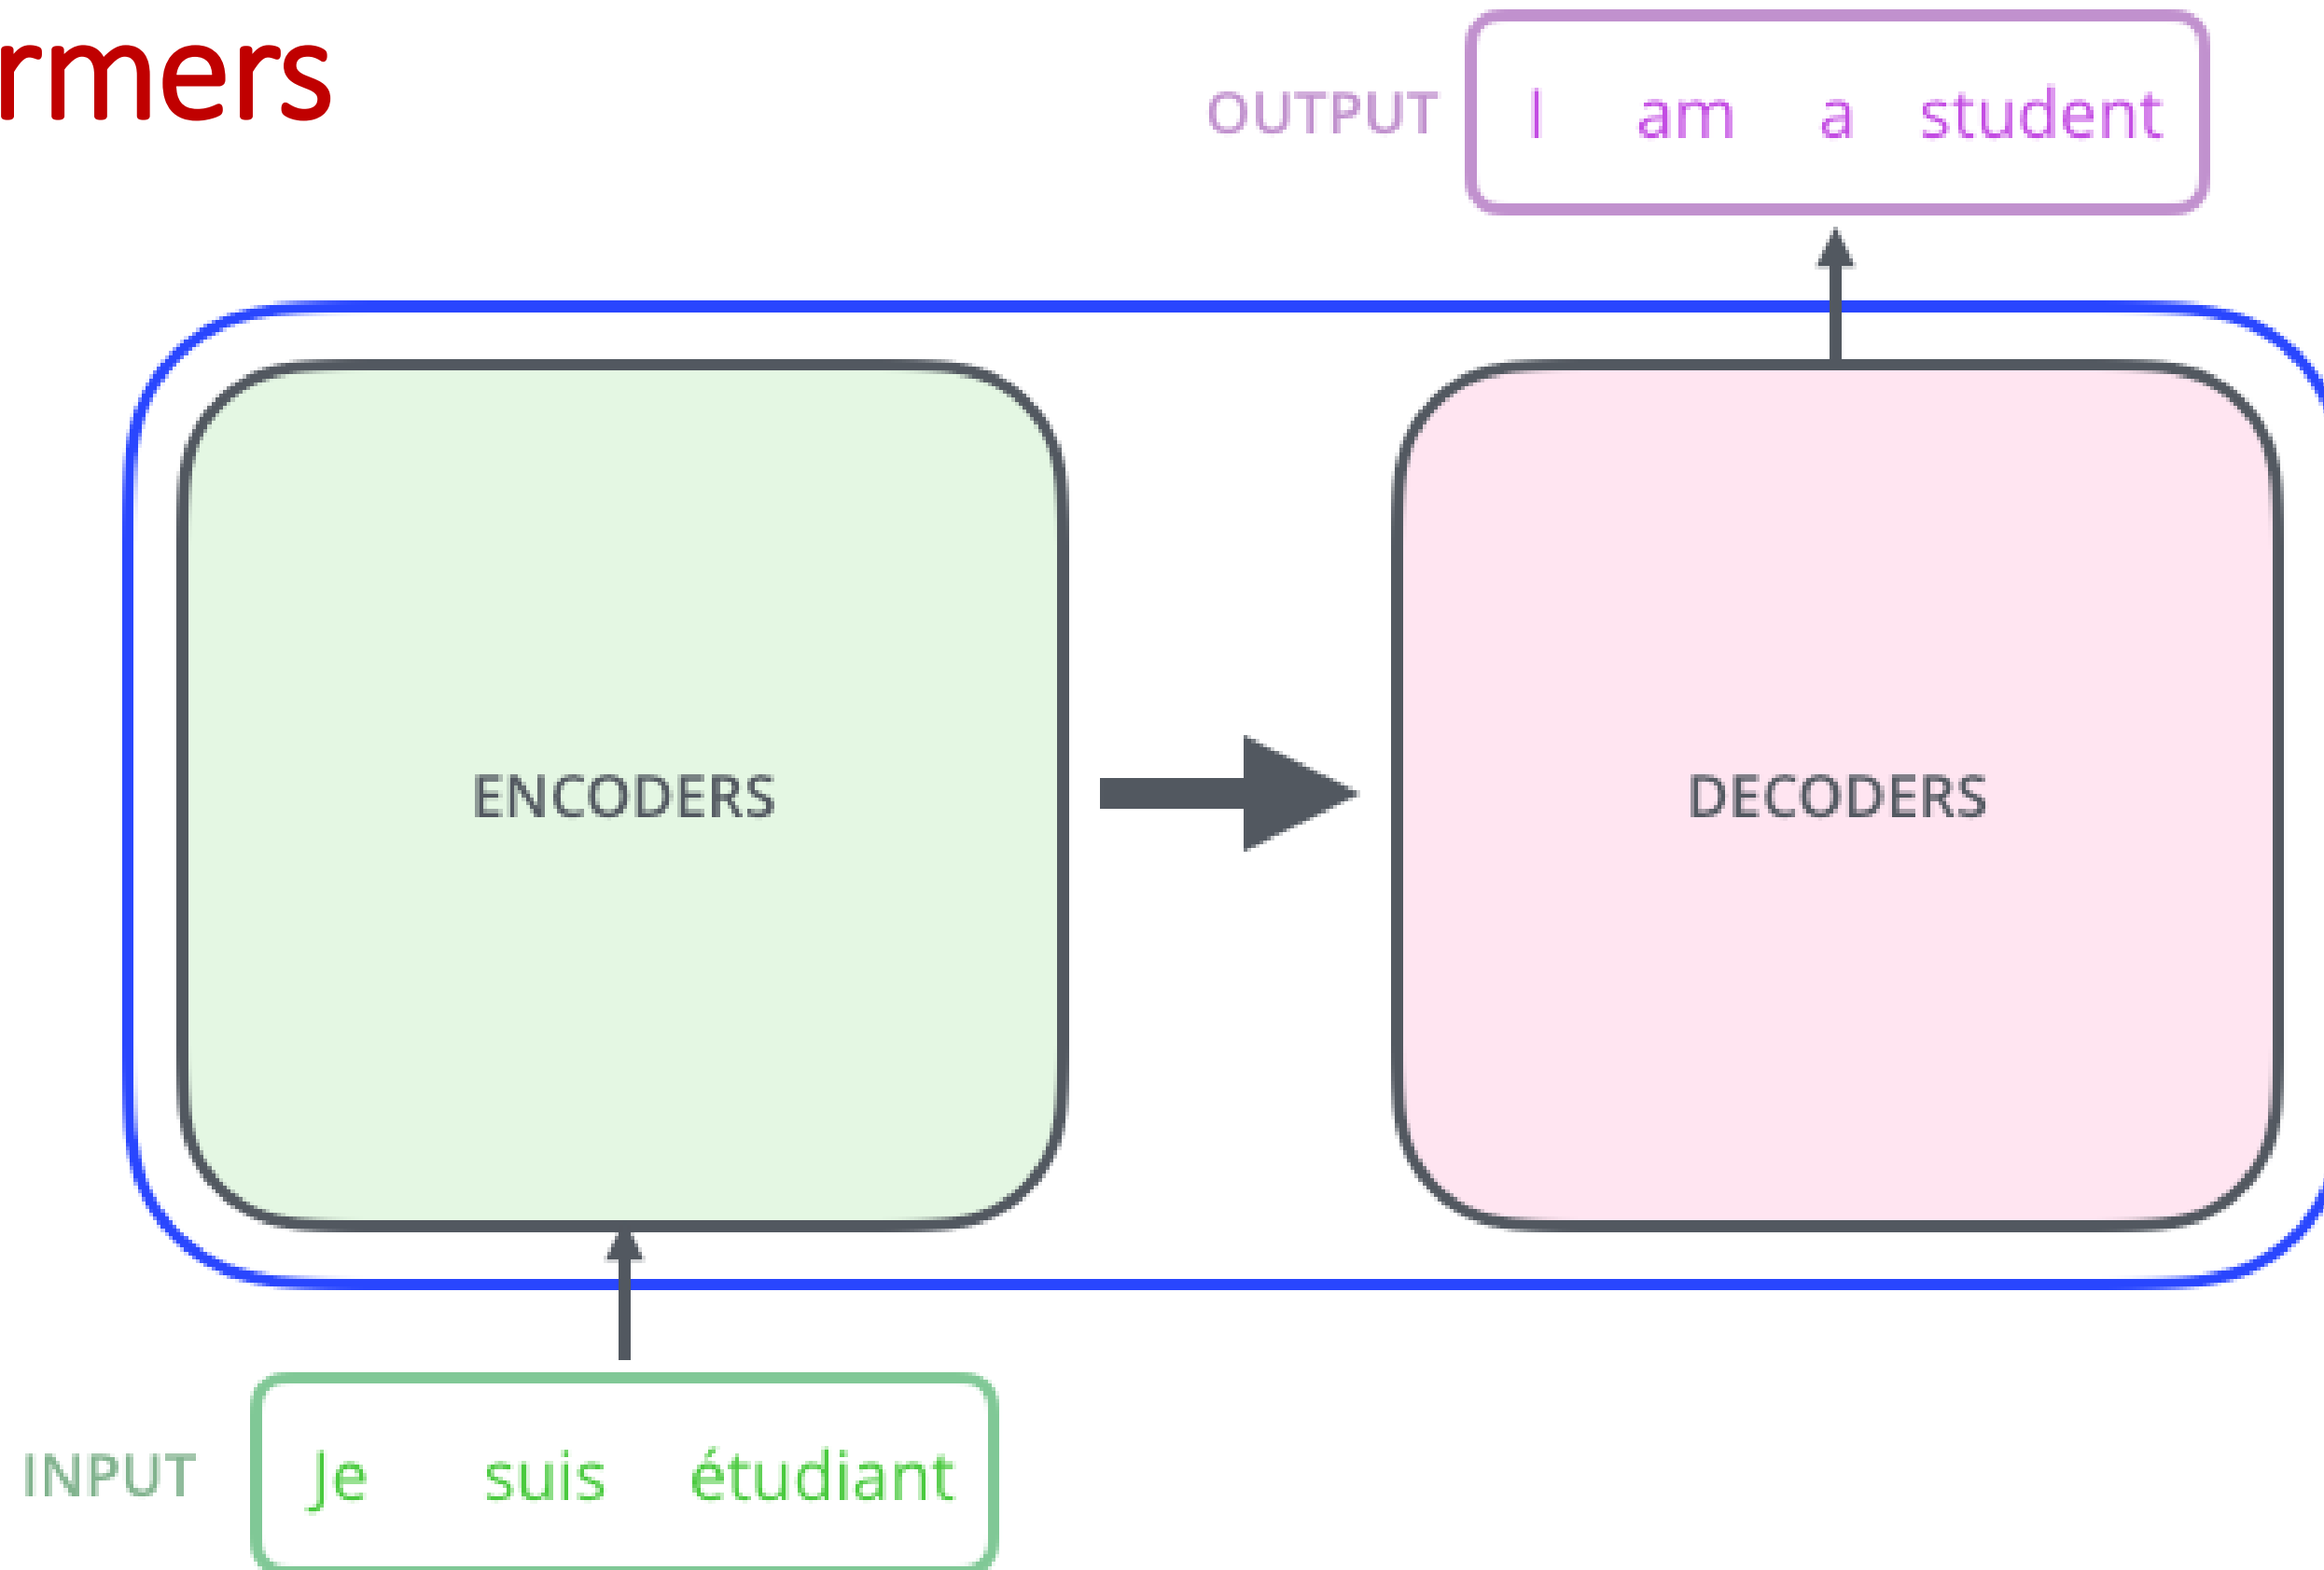 rmers
OUTPUT I am a student
ENCODERS DECODERS
INPUT Je suis étudiant